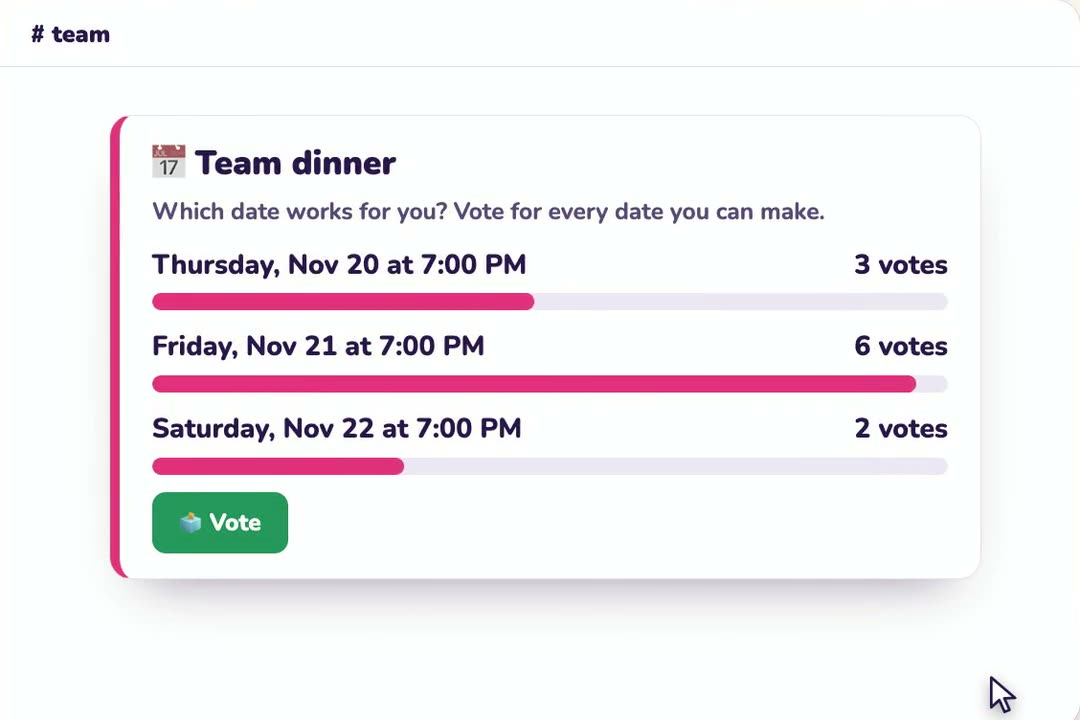 # team
JUL
17
Team dinner
Which date works for you? Vote for every date you can make.
Thursday, Nov 20 at 7:00 PM 3 votes
Friday, Nov 21 at 7:00 PM 6 votes
Saturday, Nov 22 at 7:00 PM 2 votes
Vote